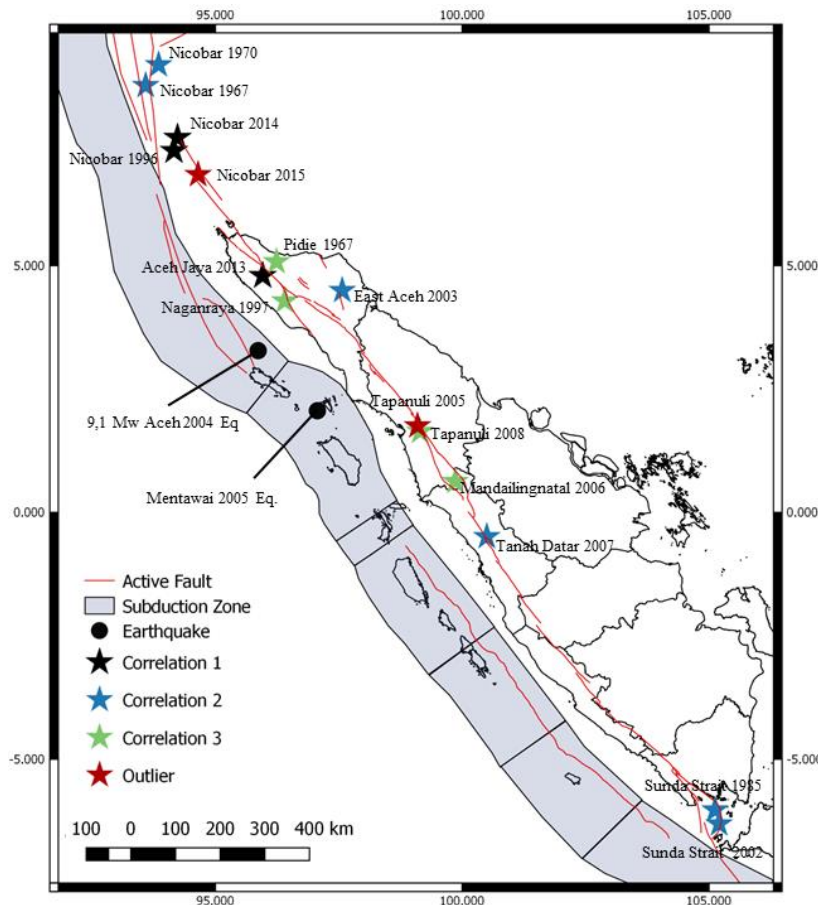 95.000 100.000 105.000
Nicobar 1970
Nicobar 1967
Nicobar 2014
Nicobar 1996
Nicobar 2015
Pidie 1967
5.000 5.000
Aceh Jaya 2013
East Aceh 2003
Naganraya 1997
Tapanuli 2005
9,1 Mw Aceh 2004 Eq
Tapanuli 2008
Mandailingnatal 2006
Mentawai 2005 Eq.
0.000 0.000
Tanah Datar 2007
Active Fault
Subduction Zone
Earthquake
Correlation 1
Correlation 2
Correlation 3
Outlier
-5.000 -5.000
Sunda Strait 1985
100 0 100 200 300 400 km
Sunda Strait 2002
95.000 100.000 105.000